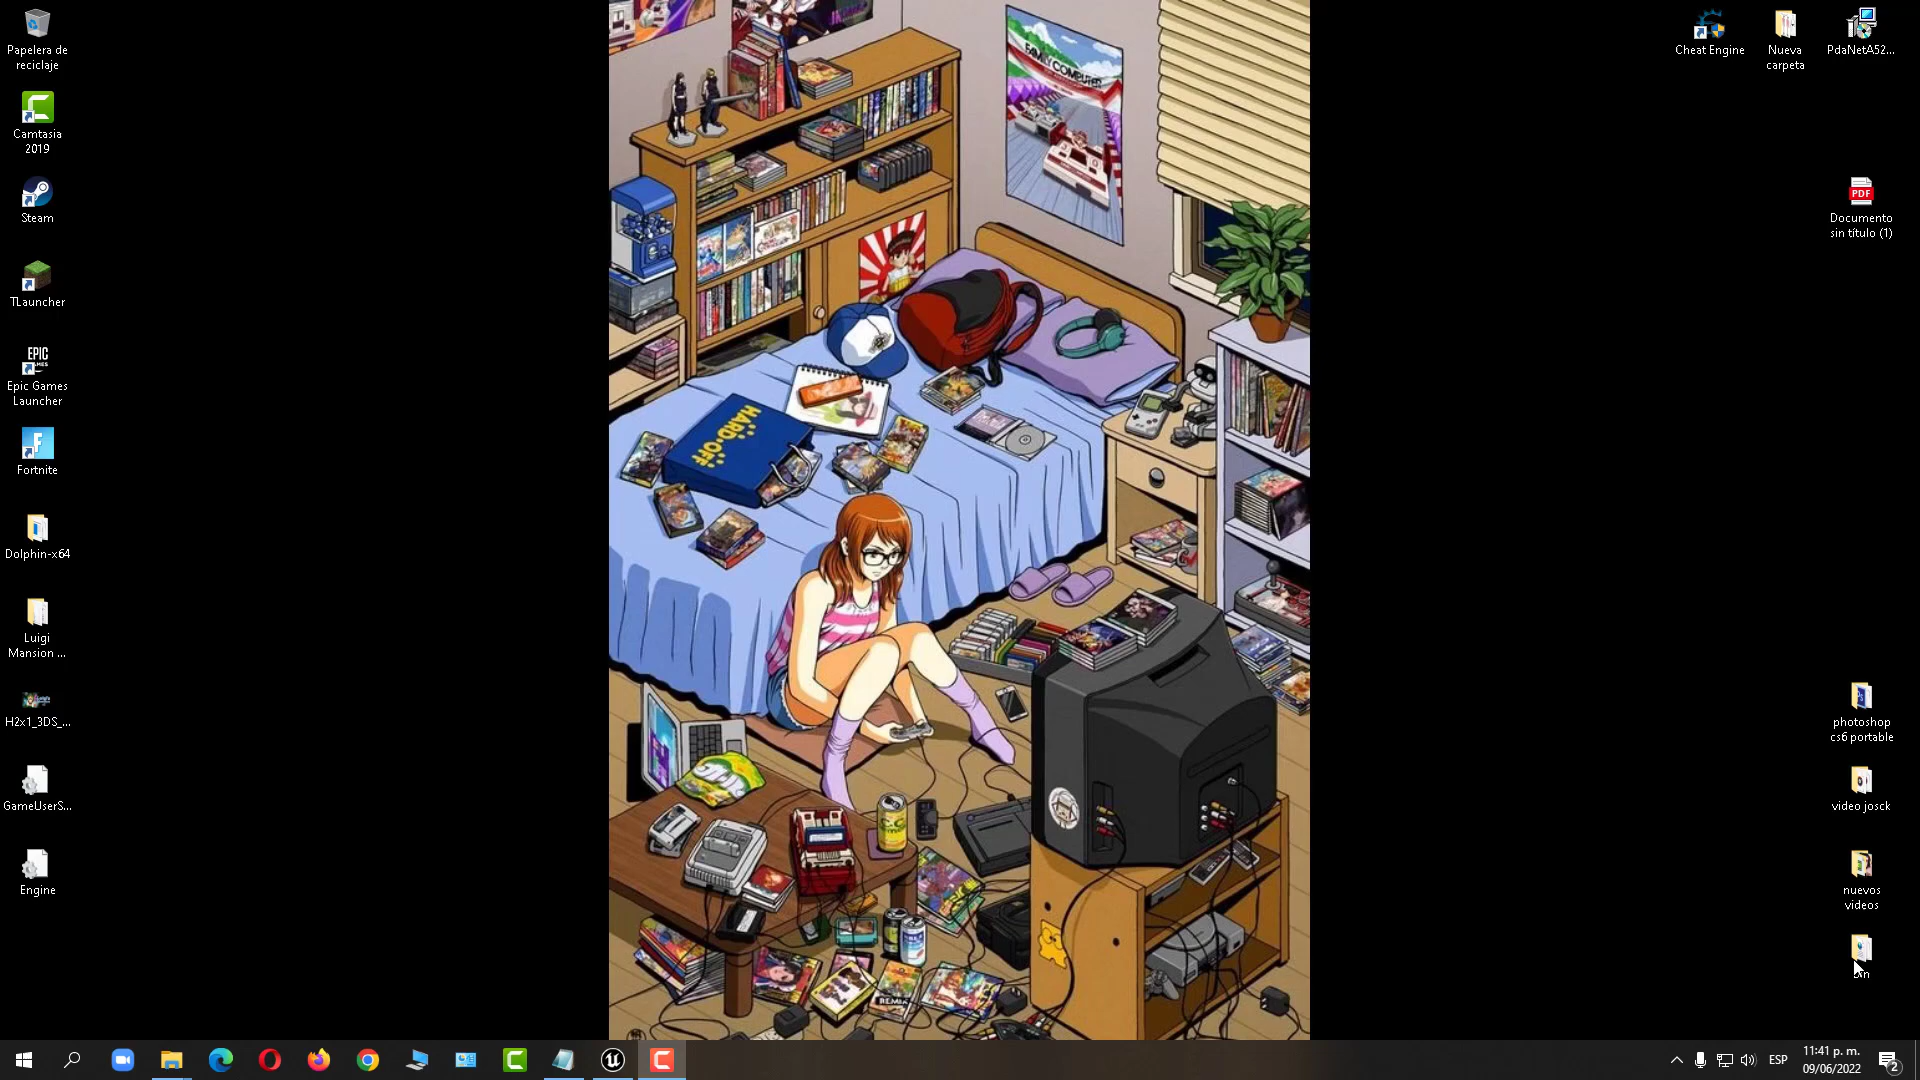 Papelera de
reciclaje
Camtasia
2019
Steam
TLauncher
EPIC
GAMES
Epic Games
Launcher
Fortnite
Dolphin-x64
Luigi
Mansion ...
H2x1_3DS_...
GameUserS...
Engine
FAMILY COMPUTER
HARD-OFF
REMIX
Cheat Engine
Nueva
carpeta
PdaNetA52...
PDF
Documento
sin título (1)
photoshop
cs6 portable
video josck
nuevos
videos
ESP
11:41 p. m.
09/06/2022
2